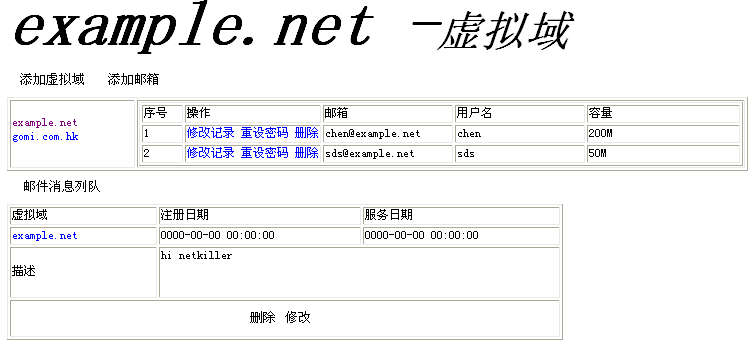 example.net －虚拟域
添加虚拟域 添加邮箱
example.net
gomi.com.hk
序号 操作 邮箱 用户名 容量
1 修改记录 重设密码 删除 chen@example.net chen 200M
2 修改记录 重设密码 删除 sds@example.net sds 50M
邮件消息列队
虚拟域 注册日期 服务日期
example.net 0000-00-00 00:00:00 0000-00-00 00:00:00
描述 hi netkiller
删除 修改